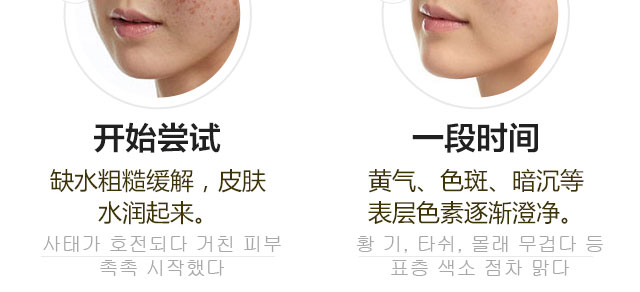 开始尝试
缺水粗糙缓解，皮肤
水润起来。
사태가 호전되다 거친 피부
촉촉 시작했다
一段时间
黄气、色斑、暗沉等
表层色素逐渐澄净。
황 기, 타쉬, 몰래 무겁다 등
표층 색소 점차 맑다